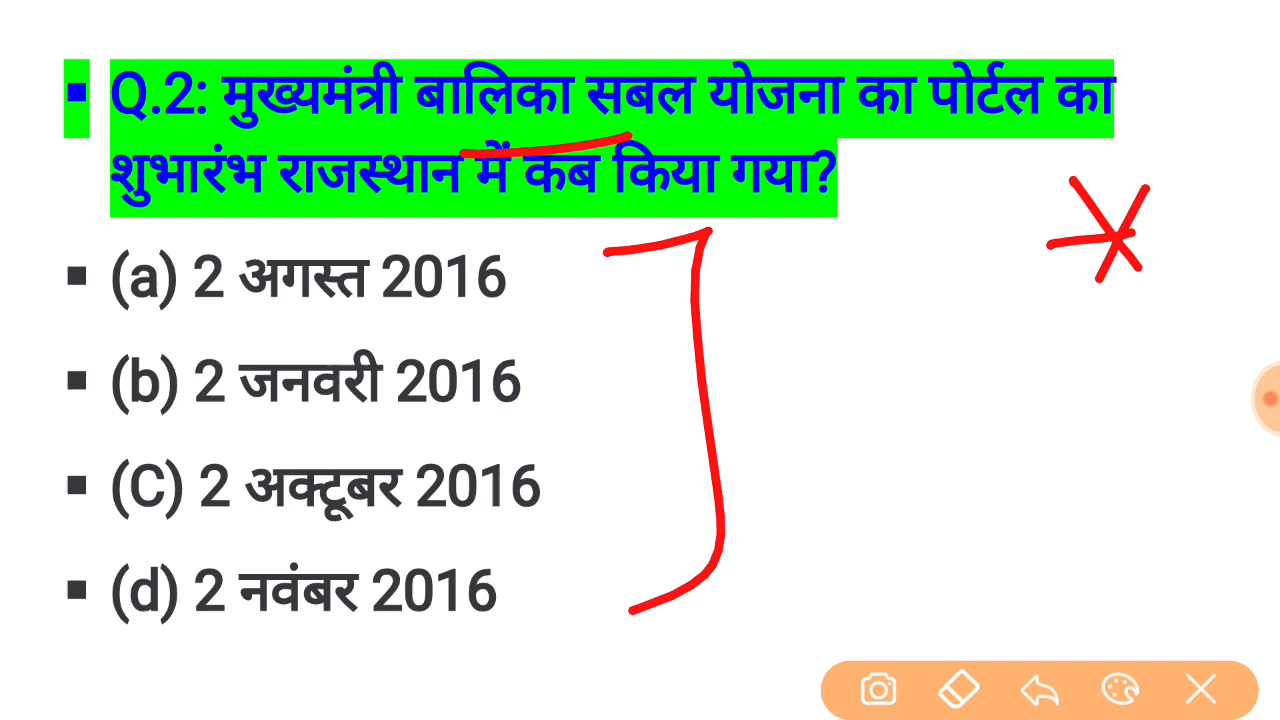 ▪ Q.2: मुख्यमंत्री बालिका सबल योजना का पोर्टल का
शुभारंभ राजस्थान में कब किया गया?
▪ (a) 2 अगस्त 2016
▪ (b) 2 जनवरी 2016
▪ (C) 2 अक्टूबर 2016
▪ (d) 2 नवंबर 2016